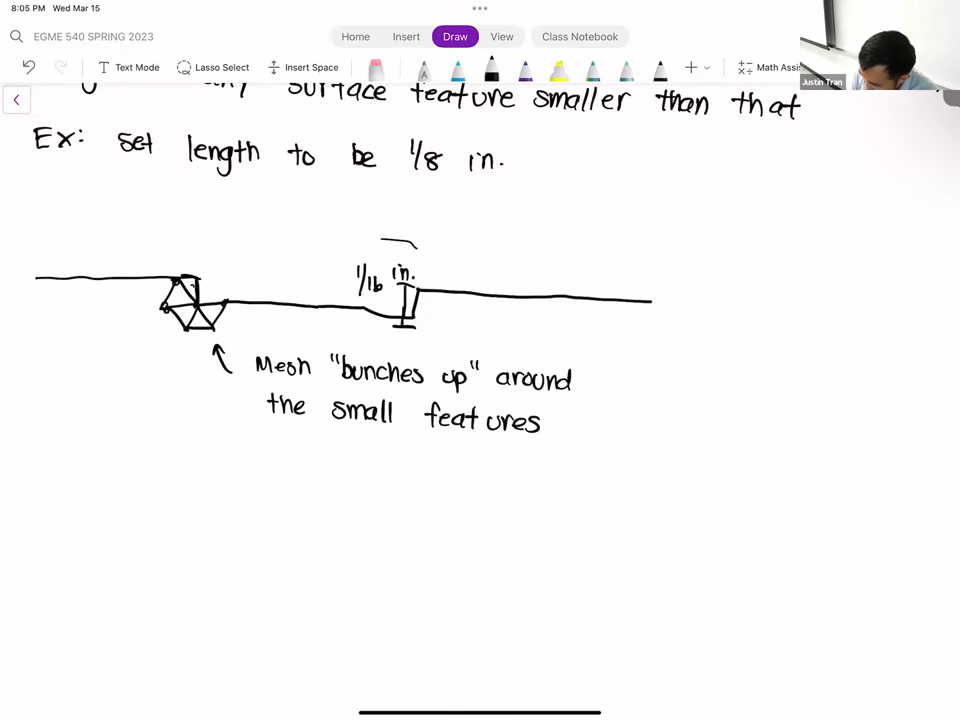 8:05 PM Wed Mar 15
EGME 540 SPRING 2023
Home Insert Draw View Class Notebook
Text Mode Lasso Select Insert Space Math Assis
Justin Tran
surface feature smaller than that
Ex: set length to be 1/8 in.
1/16 in.
Mesh "bunches up" around
the small features